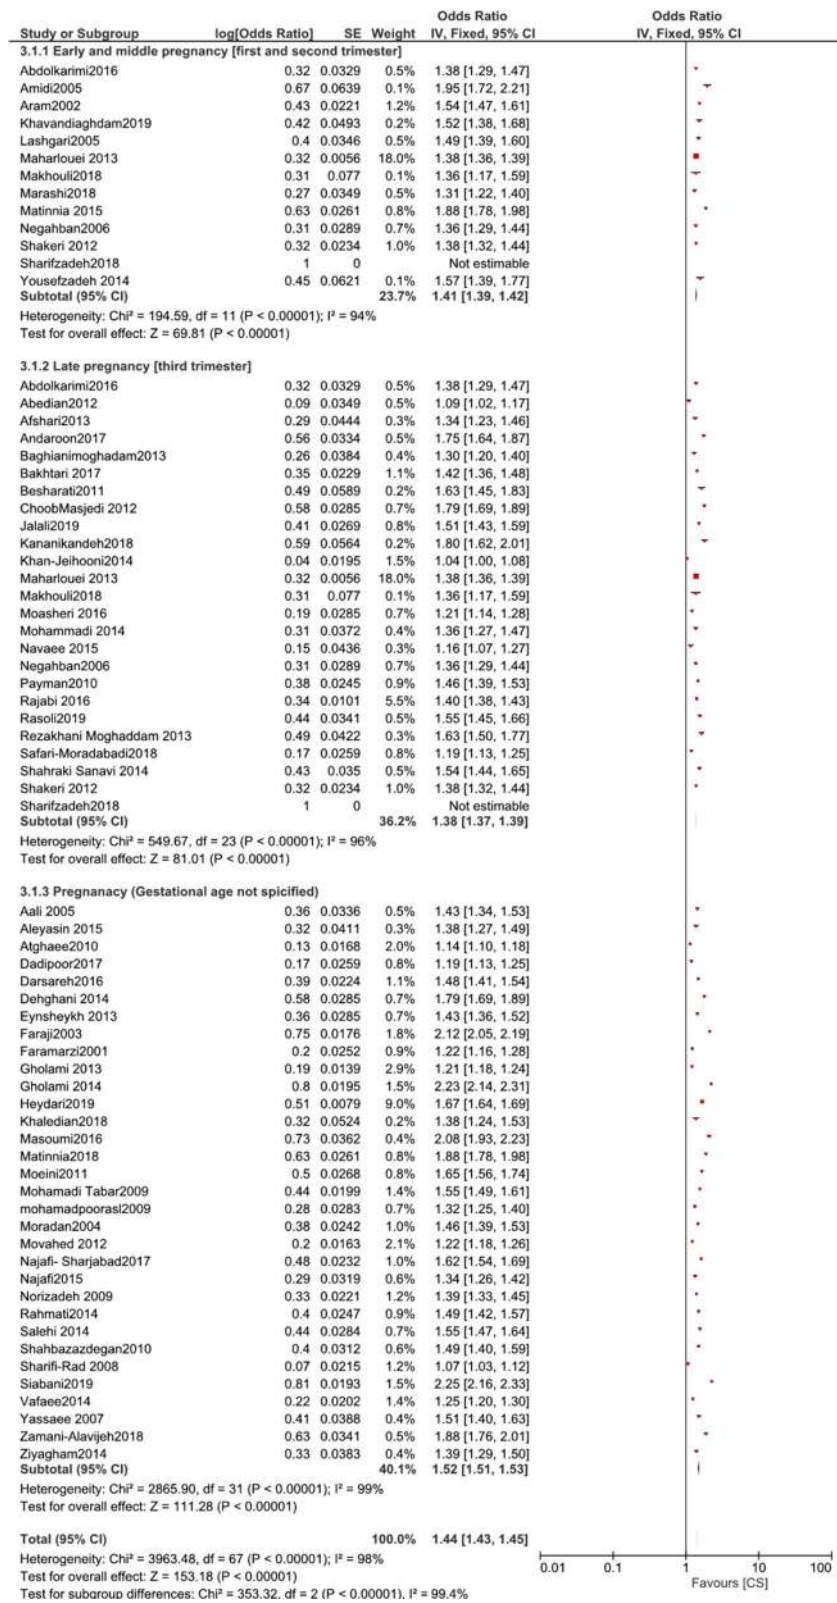 Odds Ratio Odds Ratio
Study or Subgroup log[Odds Ratio] SE Weight IV, Fixed, 95% CI IV, Fixed, 95% CI
3.1.1 Early and middle pregnancy [first and second trimester]
Abdolkarimi2016 0.32 0.0329 0.5% 1.38 [1.29, 1.47]
Amidi2005 0.67 0.0639 0.1% 1.95 [1.72, 2.21]
Aram2002 0.43 0.0221 1.2% 1.54 [1.47, 1.61]
Khavandiaghdam2019 0.42 0.0493 0.2% 1.52 [1.38, 1.68]
Lashgari2005 0.4 0.0346 0.5% 1.49 [1.39, 1.60]
Maharlouei 2013 0.32 0.0056 18.0% 1.38 [1.36, 1.39]
Makhouli2018 0.31 0.077 0.1% 1.36 [1.17, 1.59]
Marashi2018 0.27 0.0349 0.5% 1.31 [1.22, 1.40]
Matinnia 2015 0.63 0.0261 0.8% 1.88 [1.78, 1.98]
Negahban2006 0.31 0.0289 0.7% 1.36 [1.29, 1.44]
Shakeri 2012 0.32 0.0234 1.0% 1.38 [1.32, 1.44]
Sharifzadeh2018 1 0 Not estimable
Yousefzadeh 2014 0.45 0.0621 0.1% 1.57 [1.39, 1.77]
Subtotal (95% CI) 23.7% 1.41 [1.39, 1.42]
Heterogeneity: Chi² = 194.59, df = 11 (P < 0.00001); I² = 94%
Test for overall effect: Z = 69.81 (P < 0.00001)
3.1.2 Late pregnancy [third trimester]
Abdolkarimi2016 0.32 0.0329 0.5% 1.38 [1.29, 1.47]
Abedian2012 0.09 0.0349 0.5% 1.09 [1.02, 1.17]
Afshari2013 0.29 0.0444 0.3% 1.34 [1.23, 1.46]
Andaroon2017 0.56 0.0334 0.5% 1.75 [1.64, 1.87]
Baghianimoghadam2013 0.26 0.0384 0.4% 1.30 [1.20, 1.40]
Bakhtari 2017 0.35 0.0229 1.1% 1.42 [1.36, 1.48]
Besharati2011 0.49 0.0589 0.2% 1.63 [1.45, 1.83]
ChoobMasjedi 2012 0.58 0.0285 0.7% 1.79 [1.69, 1.89]
Jalali2019 0.41 0.0269 0.8% 1.51 [1.43, 1.59]
Kananikandeh2018 0.59 0.0564 0.2% 1.80 [1.62, 2.01]
Khan-Jeihooni2014 0.04 0.0195 1.5% 1.04 [1.00, 1.08]
Maharlouei 2013 0.32 0.0056 18.0% 1.38 [1.36, 1.39]
Makhouli2018 0.31 0.077 0.1% 1.36 [1.17, 1.59]
Moasheri 2016 0.19 0.0285 0.7% 1.21 [1.14, 1.28]
Mohammadi 2014 0.31 0.0372 0.4% 1.36 [1.27, 1.47]
Navaee 2015 0.15 0.0436 0.3% 1.16 [1.07, 1.27]
Negahban2006 0.31 0.0289 0.7% 1.36 [1.29, 1.44]
Payman2010 0.38 0.0245 0.9% 1.46 [1.39, 1.53]
Rajabi 2016 0.34 0.0101 5.5% 1.40 [1.38, 1.43]
Rasoli2019 0.44 0.0341 0.5% 1.55 [1.45, 1.66]
Rezakhani Moghaddam 2013 0.49 0.0422 0.3% 1.63 [1.50, 1.77]
Safari-Moradabadi2018 0.17 0.0259 0.8% 1.19 [1.13, 1.25]
Shahraki Sanavi 2014 0.43 0.035 0.5% 1.54 [1.44, 1.65]
Shakeri 2012 0.32 0.0234 1.0% 1.38 [1.32, 1.44]
Sharifzadeh2018 1 0 Not estimable
Subtotal (95% CI) 36.2% 1.38 [1.37, 1.39]
Heterogeneity: Chi² = 549.67, df = 23 (P < 0.00001); I² = 96%
Test for overall effect: Z = 81.01 (P < 0.00001)
3.1.3 Pregnanacy (Gestational age not spicified)
Aali 2005 0.36 0.0336 0.5% 1.43 [1.34, 1.53]
Aleyasin 2015 0.32 0.0411 0.3% 1.38 [1.27, 1.49]
Atghaee2010 0.13 0.0168 2.0% 1.14 [1.10, 1.18]
Dadipoor2017 0.17 0.0259 0.8% 1.19 [1.13, 1.25]
Darsareh2016 0.39 0.0224 1.1% 1.48 [1.41, 1.54]
Dehghani 2014 0.58 0.0285 0.7% 1.79 [1.69, 1.89]
Eynsheykh 2013 0.36 0.0285 0.7% 1.43 [1.36, 1.52]
Faraji2003 0.75 0.0176 1.8% 2.12 [2.05, 2.19]
Faramarzi2001 0.2 0.0252 0.9% 1.22 [1.16, 1.28]
Gholami 2013 0.19 0.0139 2.9% 1.21 [1.18, 1.24]
Gholami 2014 0.8 0.0195 1.5% 2.23 [2.14, 2.31]
Heydari2019 0.51 0.0079 9.0% 1.67 [1.64, 1.69]
Khaledian2018 0.32 0.0524 0.2% 1.38 [1.24, 1.53]
Masoumi2016 0.73 0.0362 0.4% 2.08 [1.93, 2.23]
Matinnia2018 0.63 0.0261 0.8% 1.88 [1.78, 1.98]
Moeini2011 0.5 0.0268 0.8% 1.65 [1.56, 1.74]
Mohamadi Tabar2009 0.44 0.0199 1.4% 1.55 [1.49, 1.61]
mohamadpoorasl2009 0.28 0.0283 0.7% 1.32 [1.25, 1.40]
Moradan2004 0.38 0.0242 1.0% 1.46 [1.39, 1.53]
Movahed 2012 0.2 0.0163 2.1% 1.22 [1.18, 1.26]
Najafi- Sharjabad2017 0.48 0.0232 1.0% 1.62 [1.54, 1.69]
Najafi2015 0.29 0.0319 0.6% 1.34 [1.26, 1.42]
Norizadeh 2009 0.33 0.0221 1.2% 1.39 [1.33, 1.45]
Rahmati2014 0.4 0.0247 0.9% 1.49 [1.42, 1.57]
Salehi 2014 0.44 0.0284 0.7% 1.55 [1.47, 1.64]
Shahbazazdegan2010 0.4 0.0312 0.6% 1.49 [1.40, 1.59]
Sharifi-Rad 2008 0.07 0.0215 1.2% 1.07 [1.03, 1.12]
Siabani2019 0.81 0.0193 1.5% 2.25 [2.16, 2.33]
Vafaee2014 0.22 0.0202 1.4% 1.25 [1.20, 1.30]
Yassaee 2007 0.41 0.0388 0.4% 1.51 [1.40, 1.63]
Zamani-Alavijeh2018 0.63 0.0341 0.5% 1.88 [1.76, 2.01]
Ziyagham2014 0.33 0.0383 0.4% 1.39 [1.29, 1.50]
Subtotal (95% CI) 40.1% 1.52 [1.51, 1.53]
Heterogeneity: Chi² = 2865.90, df = 31 (P < 0.00001); I² = 99%
Test for overall effect: Z = 111.28 (P < 0.00001)
Total (95% CI) 100.0% 1.44 [1.43, 1.45]
Heterogeneity: Chi² = 3963.48, df = 67 (P < 0.00001); I² = 98%
0.01 0.1 1 10 100
Test for overall effect: Z = 153.18 (P < 0.00001)
Favours [CS]
Test for subgroup differences: Chi² = 353.32, df = 2 (P < 0.00001), I² = 99.4%